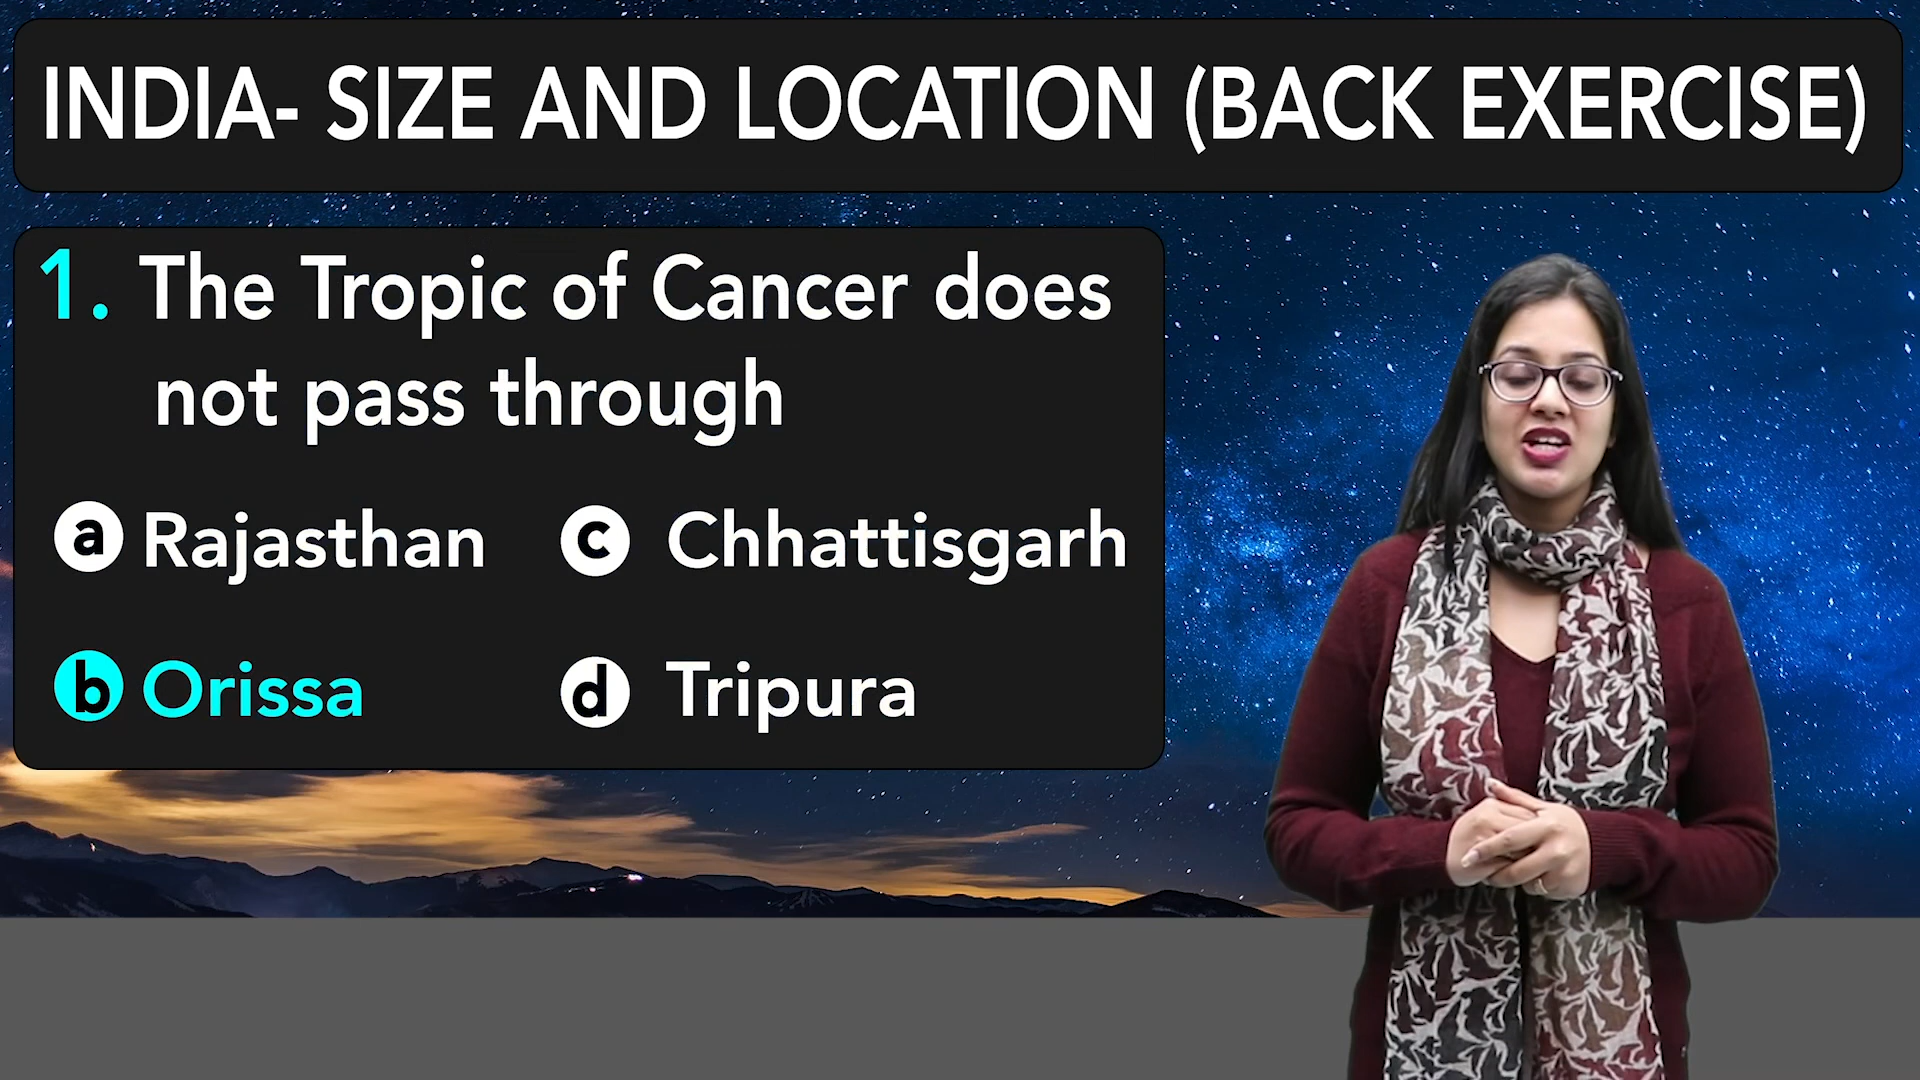 INDIA- SIZE AND LOCATION (BACK EXERCISE)
1. The Tropic of Cancer does
not pass through
a Rajasthan
c Chhattisgarh
b Orissa
d Tripura